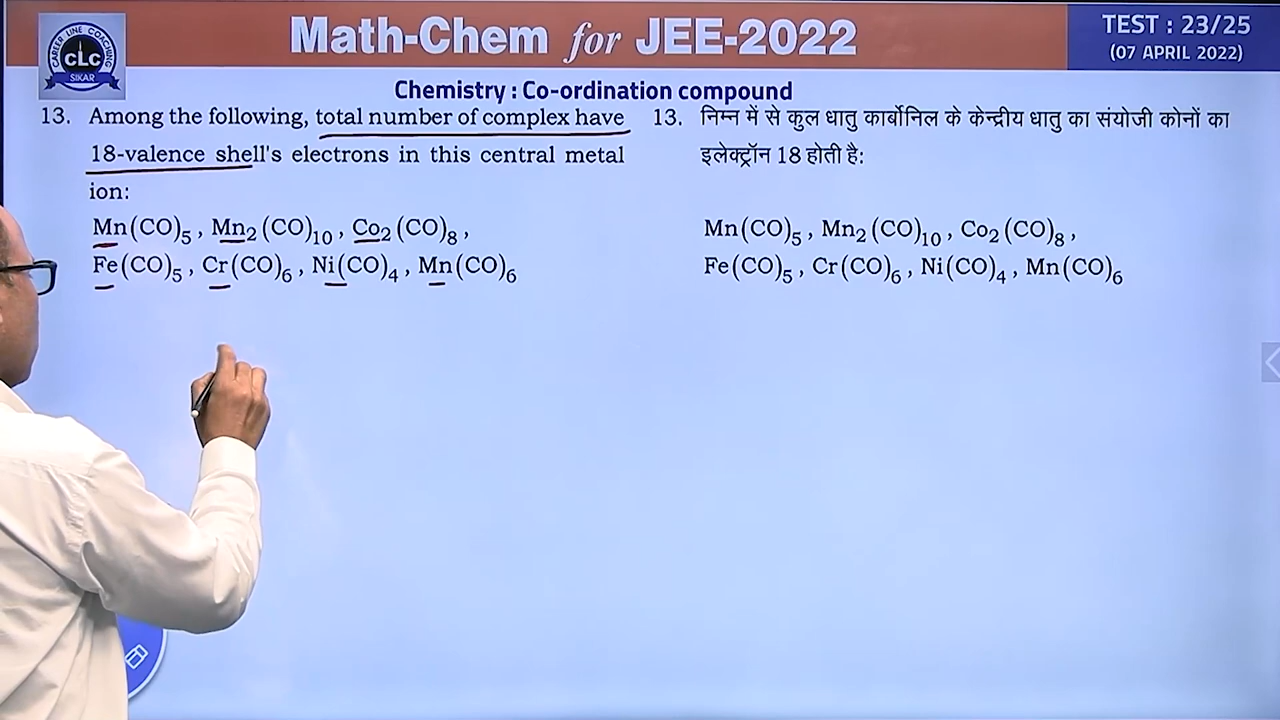 CAREER LINE COACHING
CLC
SIKAR
Math-Chem for JEE-2022
TEST : 23/25
(07 APRIL 2022)
Chemistry : Co-ordination compound
13. Among the following, total number of complex have
18-valence shell's electrons in this central metal
ion:
Mn(CO)₅ , Mn₂(CO)₁₀ , Co₂(CO)₈ ,
Fe(CO)₅ , Cr(CO)₆ , Ni(CO)₄ , Mn(CO)₆
13. निम्न में से कुल धातु कार्बोनिल के केन्द्रीय धातु का संयोजी कोनों का
इलेक्ट्रॉन 18 होती है:
Mn(CO)₅ , Mn₂(CO)₁₀ , Co₂(CO)₈ ,
Fe(CO)₅ , Cr(CO)₆ , Ni(CO)₄ , Mn(CO)₆